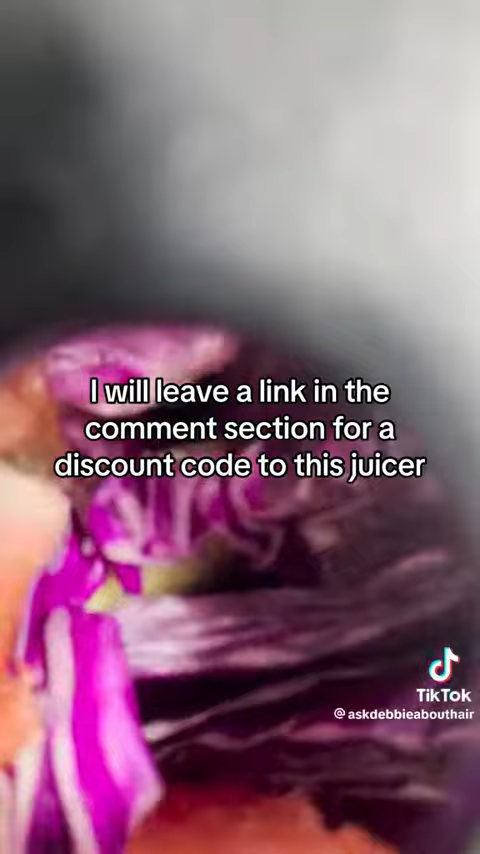 I will leave a link in the
comment section for a
discount code to this juicer
TikTok
@askdebbieabouthair